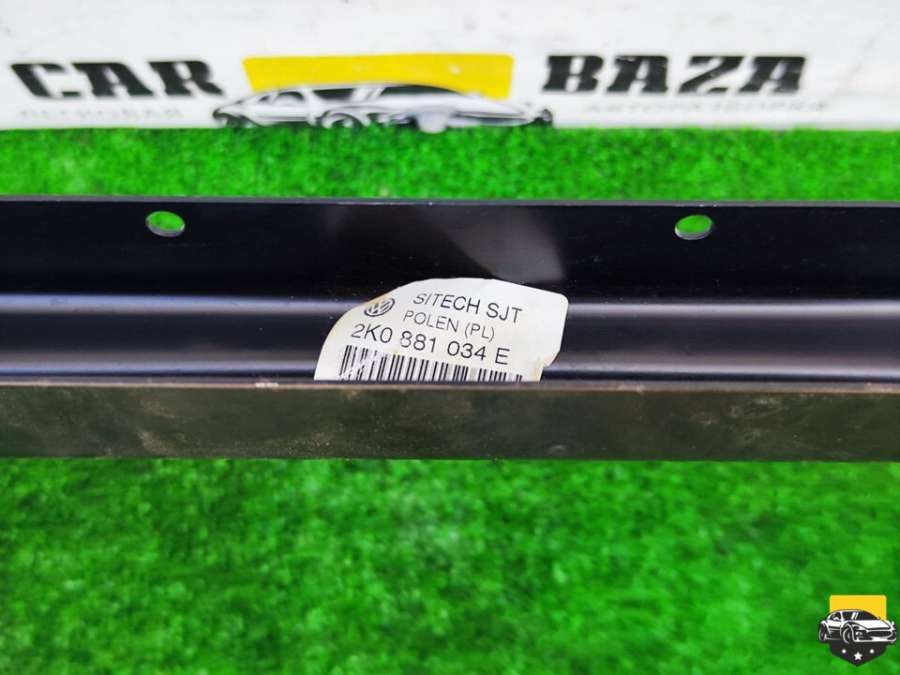 CAR BAZA
SITECH SJT
POLEN (PL)
2K0 881 034 E